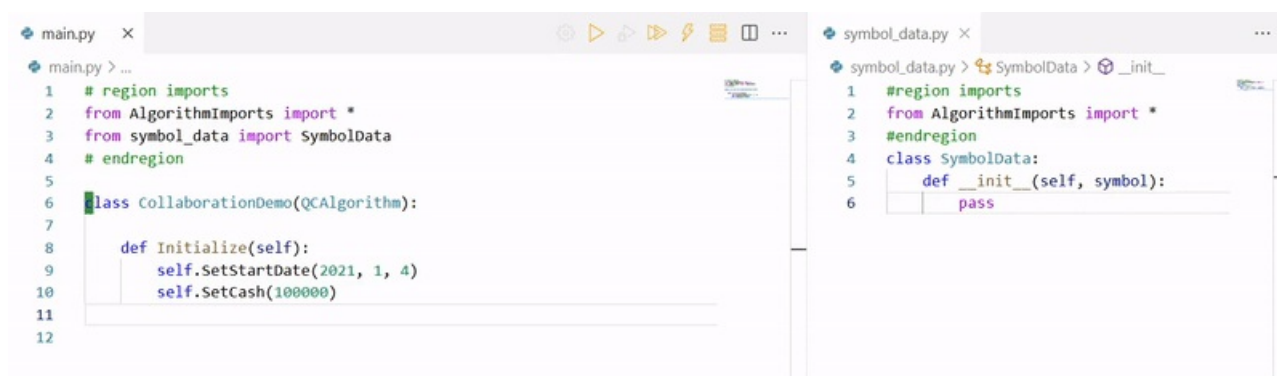 main.py
main.py > ...
1 # region imports
2 from AlgorithmImports import *
3 from symbol_data import SymbolData
4 # endregion
5
6 class CollaborationDemo(QCAlgorithm):
7
8     def Initialize(self):
9         self.SetStartDate(2021, 1, 4)
10         self.SetCash(100000)
11
12
symbol_data.py
symbol_data.py > SymbolData > __init__
1 #region imports
2 from AlgorithmImports import *
3 #endregion
4 class SymbolData:
5     def __init__(self, symbol):
6         pass